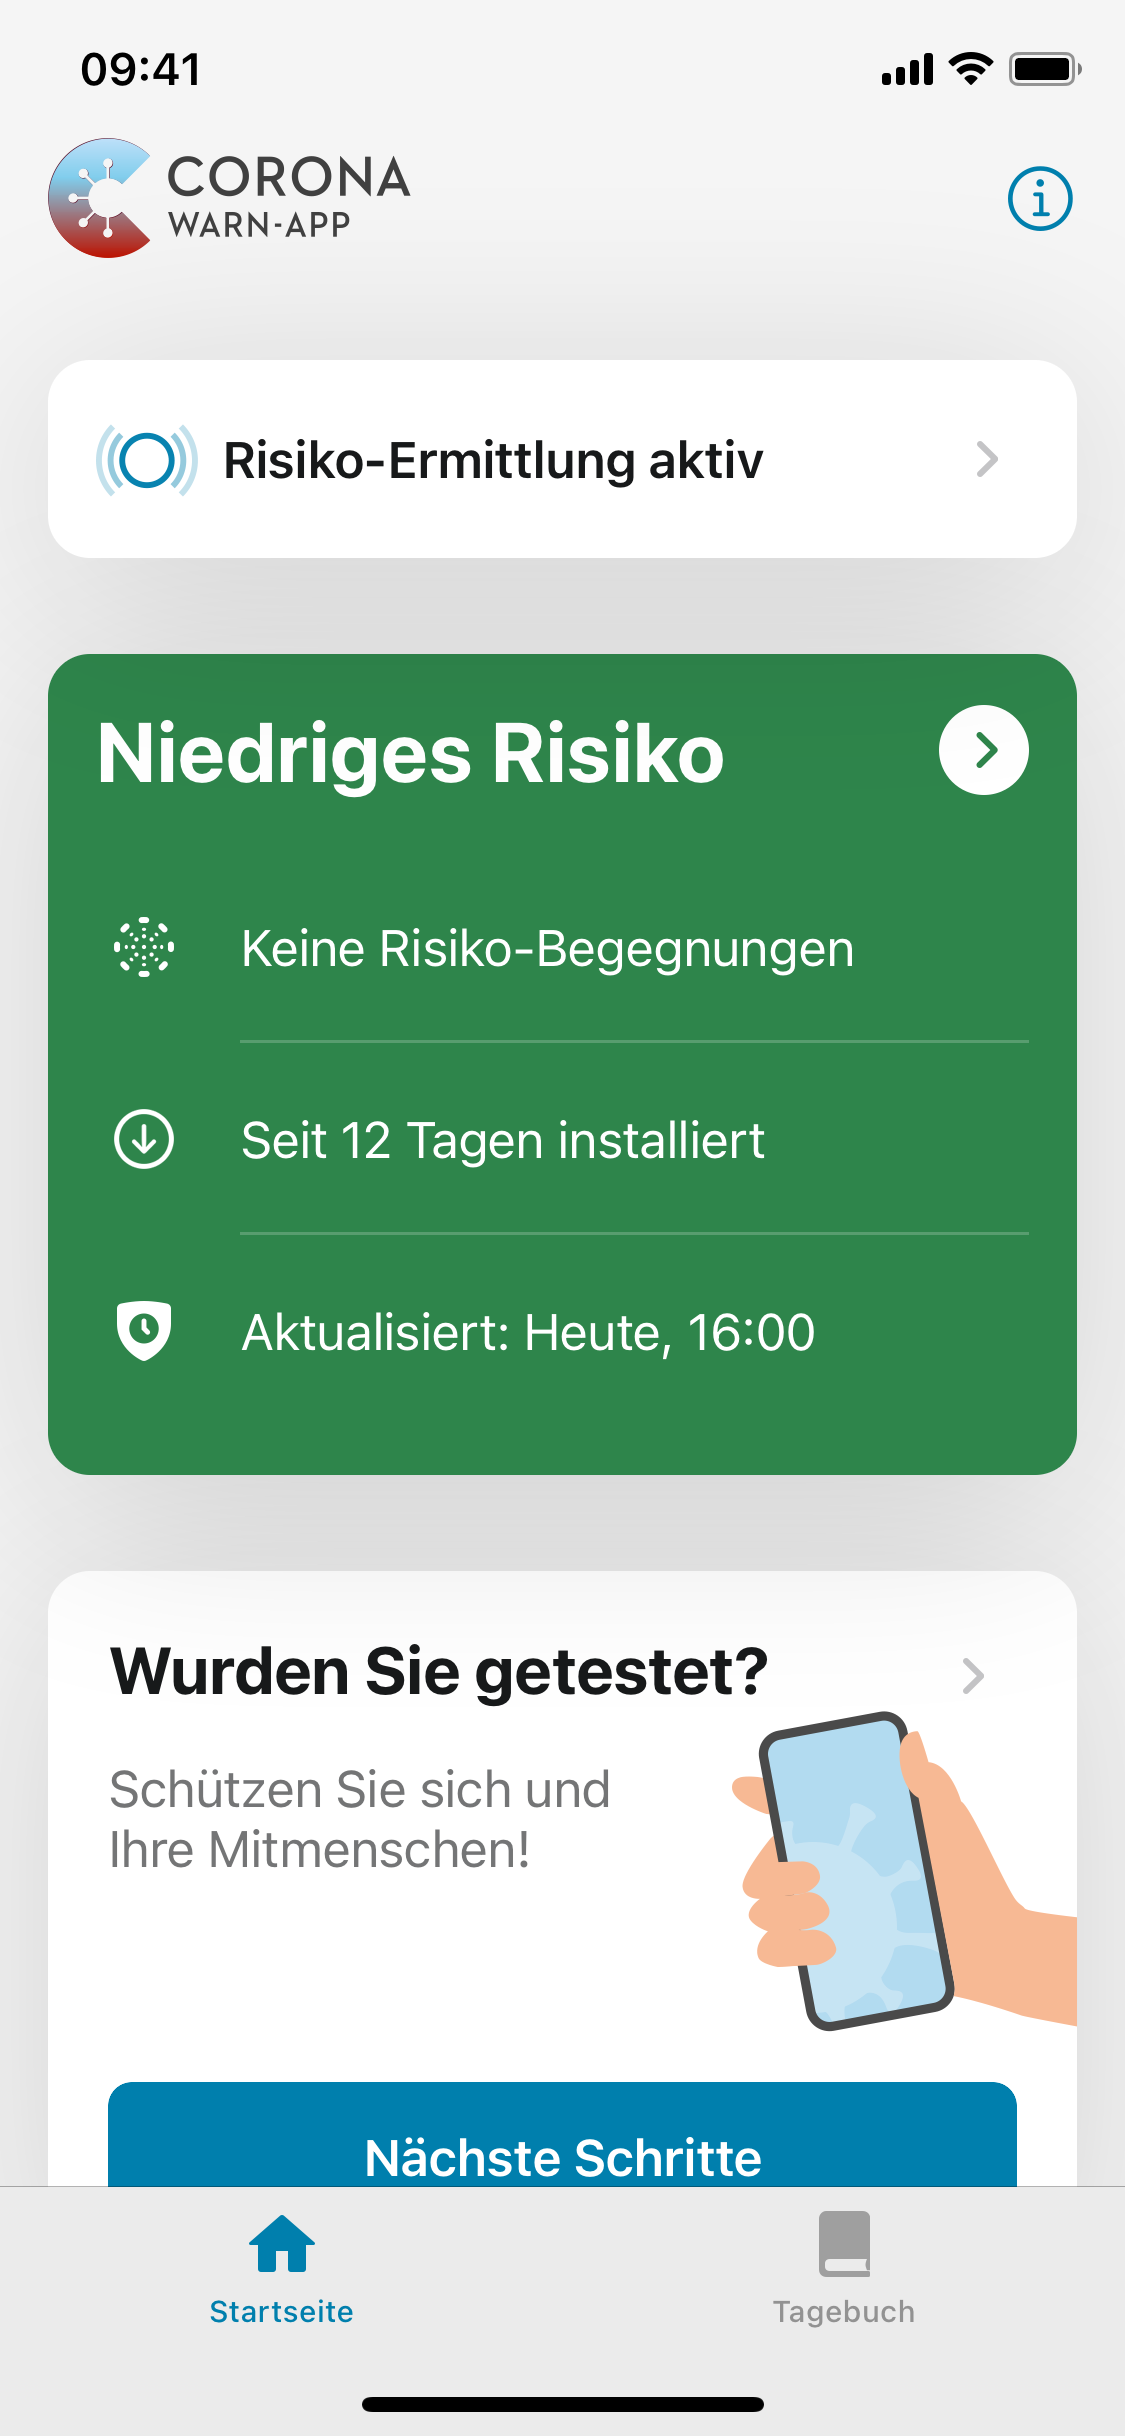 09:41
CORONA
WARN-APP
Risiko-Ermittlung aktiv
Niedriges Risiko
Keine Risiko-Begegnungen
Seit 12 Tagen installiert
Aktualisiert: Heute, 16:00
Wurden Sie getestet?
Schützen Sie sich und
Ihre Mitmenschen!
Nächste Schritte
Startseite
Tagebuch